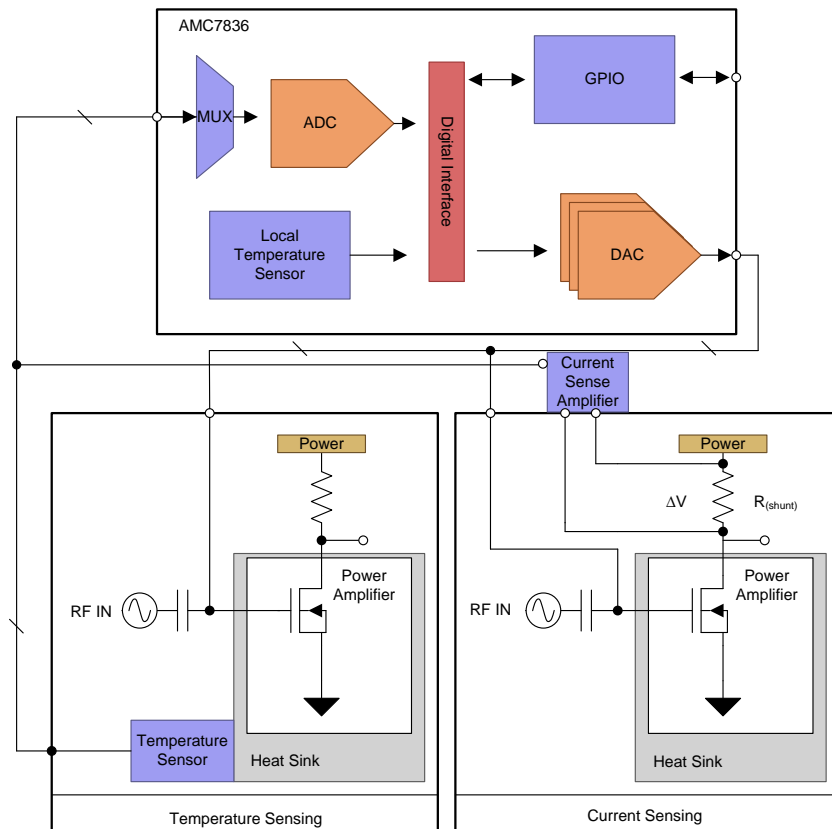 AMC7836
MUX
ADC
Digital Interface
GPIO
Local
Temperature
Sensor
DAC
Current
Sense
Amplifier
Power
Power
ΔV
R(shunt)
Power
Amplifier
Power
Amplifier
RF IN
RF IN
Temperature
Sensor
Heat Sink
Heat Sink
Temperature Sensing
Current Sensing